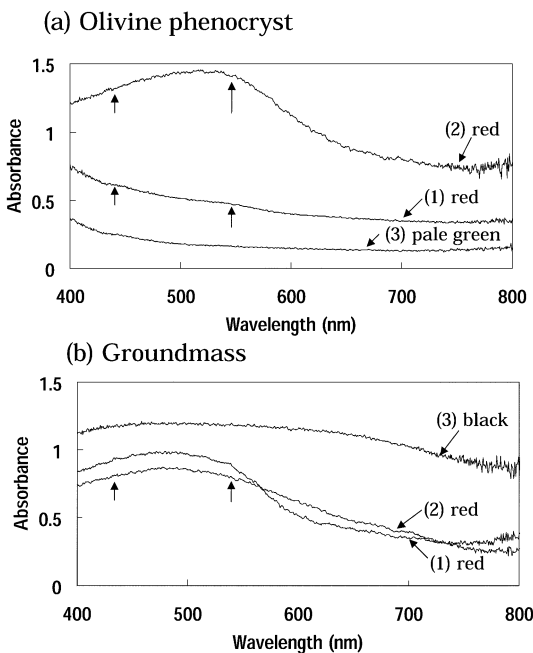 (a) Olivine phenocryst
1.5
1
0.5
0
Absorbance
(2) red
(1) red
(3) pale green
400 500 600 700 800
Wavelength (nm)
(b) Groundmass
1.5
1
0.5
0
Absorbance
(3) black
(2) red
(1) red
400 500 600 700 800
Wavelength (nm)